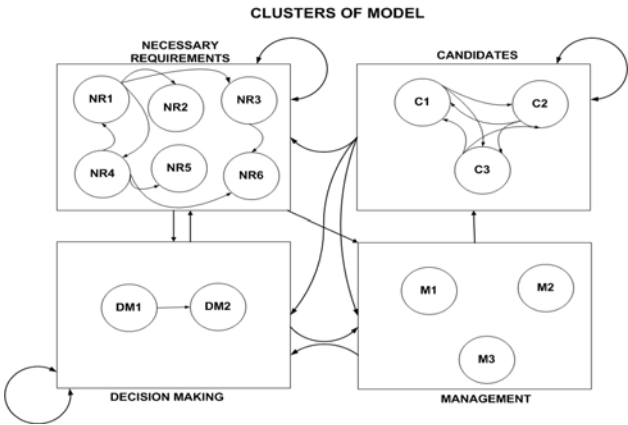 CLUSTERS OF MODEL
NECESSARY
REQUIREMENTS
CANDIDATES
NR1
NR2
NR3
NR4
NR5
NR6
C1
C2
C3
DM1
DM2
M1
M2
M3
DECISION MAKING
MANAGEMENT